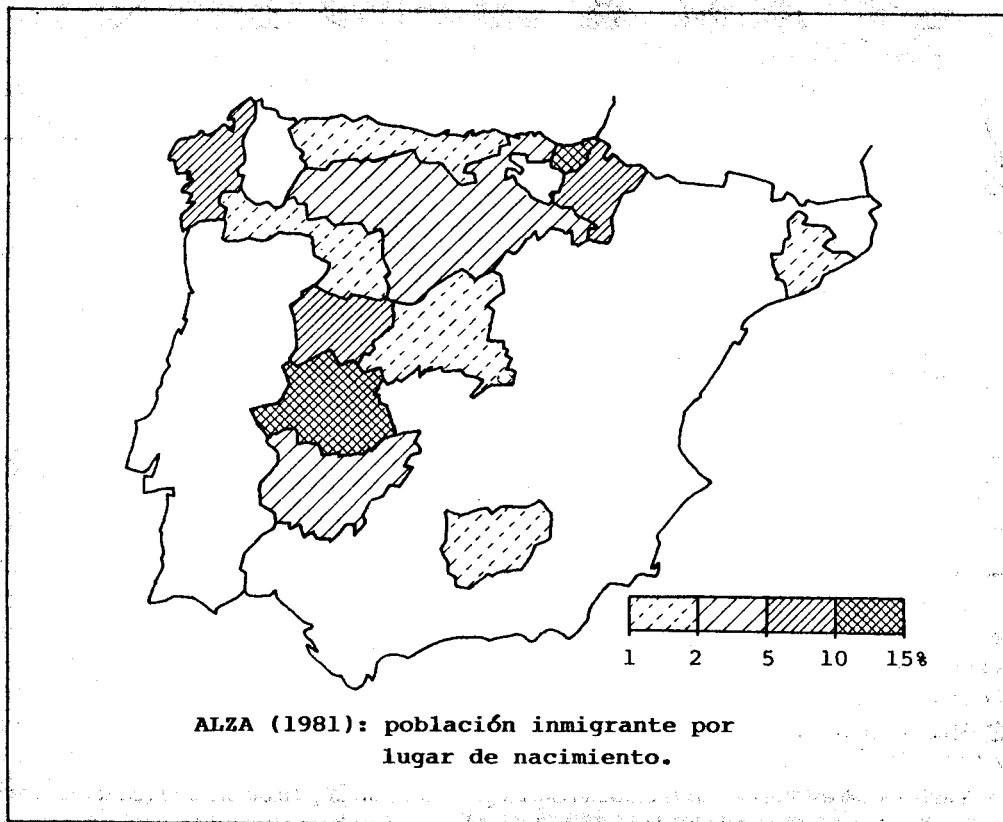 1 2 5 10 15%
ALZA (1981): población inmigrante por
lugar de nacimiento.